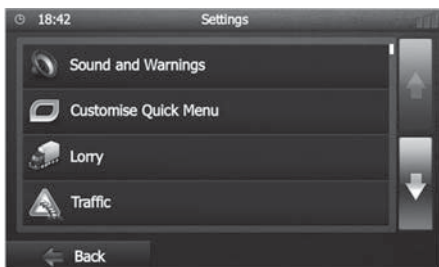 18:42 Settings
Sound and Warnings
Customise Quick Menu
Lorry
Traffic
Back